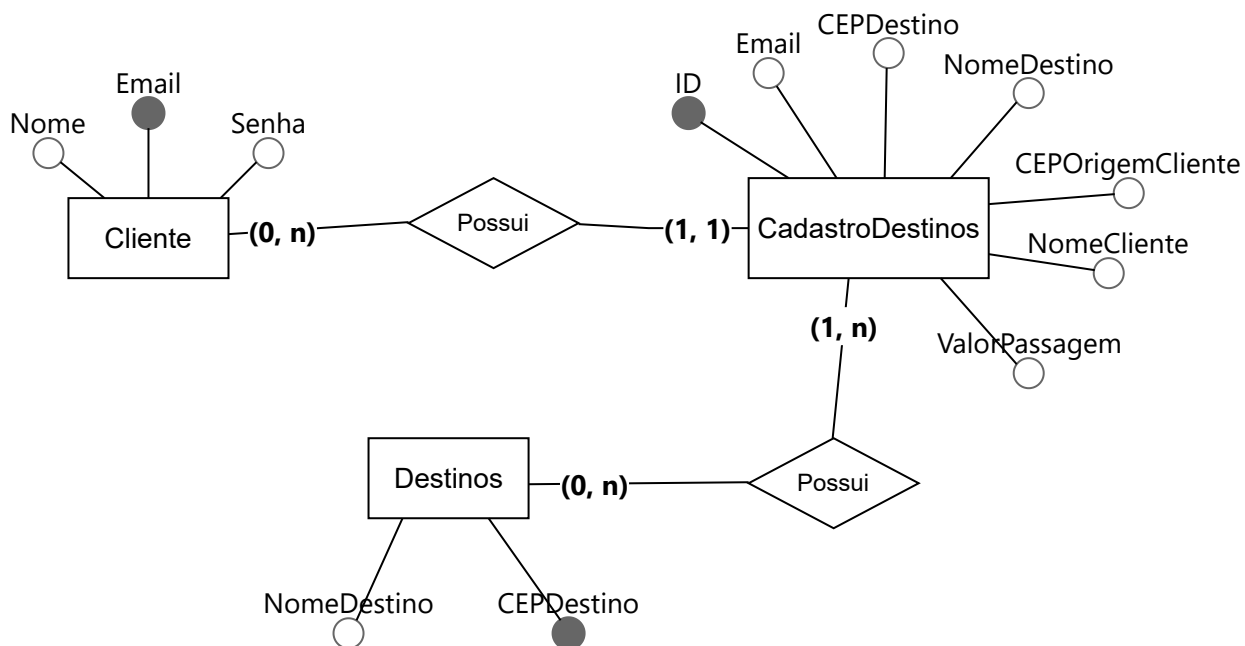 CEPDestino
Email
NomeDestino
ID
Email
Nome
Senha
CEPOrigemCliente
Cliente
(0, n)
Possui
(1, 1)
CadastroDestinos
NomeCliente
(1, n)
ValorPassagem
Destinos
(0, n)
Possui
NomeDestino
CEPDestino